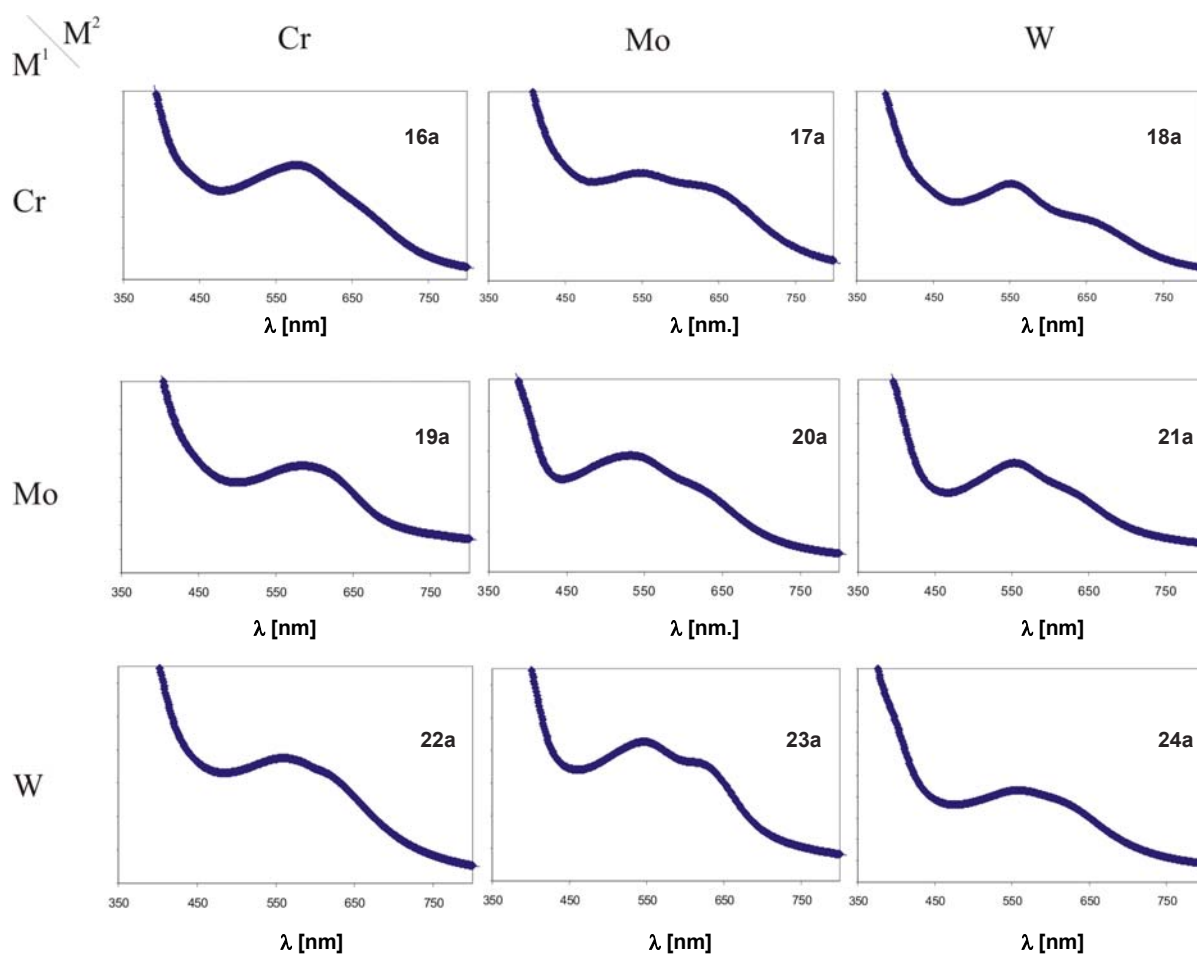 M¹ M² Cr Mo W
Cr
16a 17a 18a
350 450 550 650 750 350 450 550 650 750 350 450 550 650 750
λ [nm] λ [nm.] λ [nm]
Mo
19a 20a 21a
350 450 550 650 750 350 450 550 650 750 350 450 550 650 750
λ [nm] λ [nm.] λ [nm]
W
22a 23a 24a
350 450 550 650 750 350 450 550 650 750 350 450 550 650 750
λ [nm] λ [nm] λ [nm]